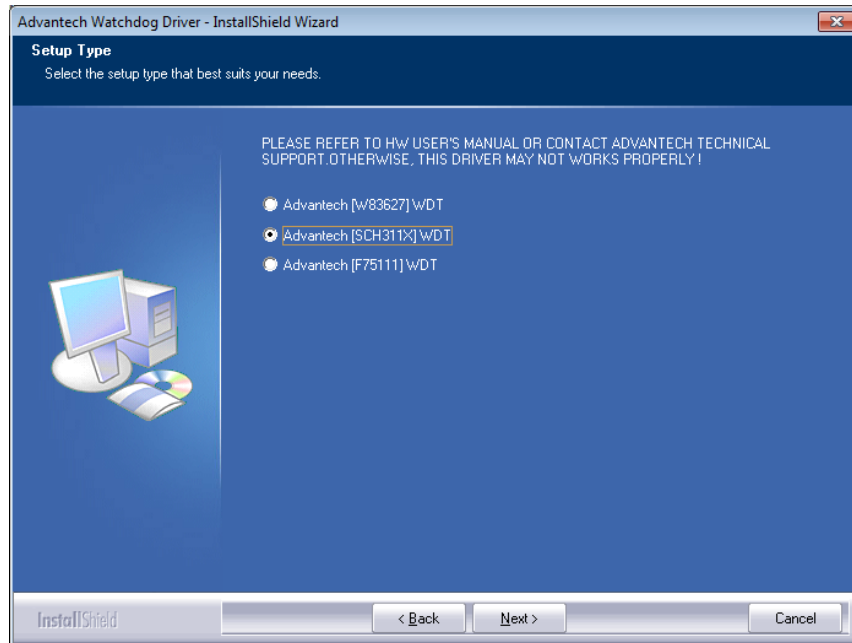 Advantech Watchdog Driver - InstallShield Wizard
Setup Type
Select the setup type that best suits your needs.
PLEASE REFER TO HW USER'S MANUAL OR CONTACT ADVANTECH TECHNICAL
SUPPORT.OTHERWISE, THIS DRIVER MAY NOT WORKS PROPERLY !
Advantech [W83627] WDT
Advantech [SCH311X] WDT
Advantech [F75111] WDT
InstallShield
< Back
Next >
Cancel